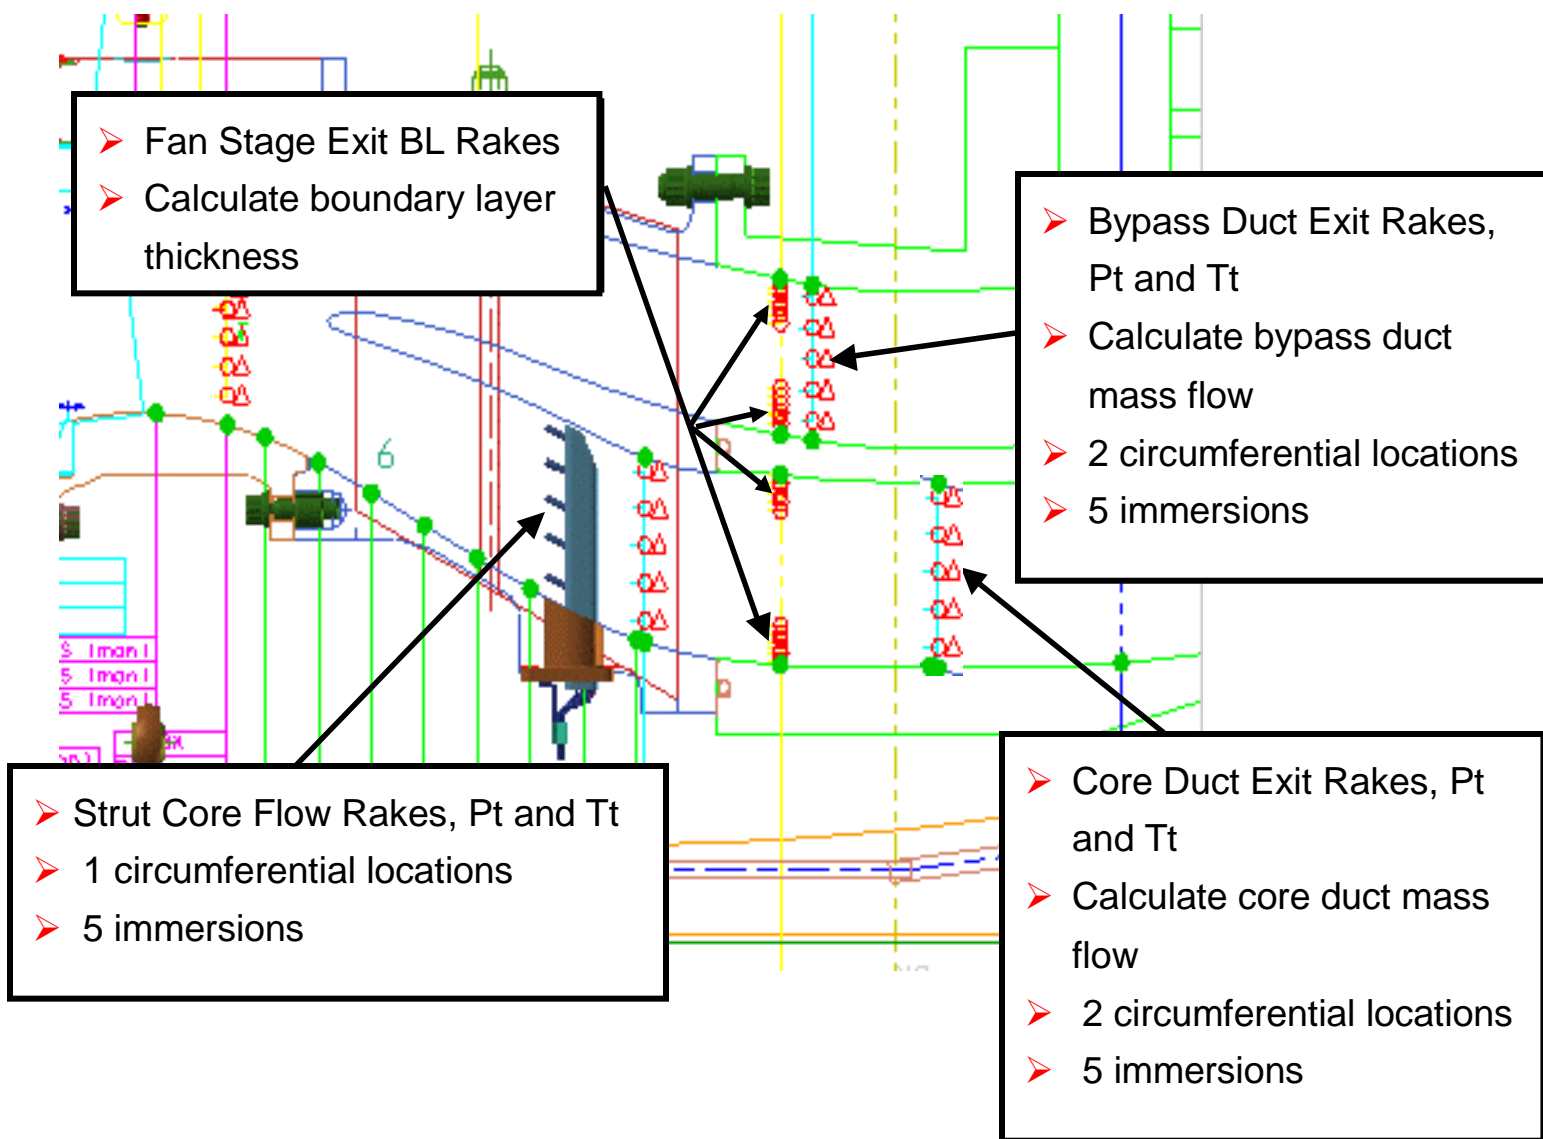 Fan Stage Exit BL Rakes
Calculate boundary layer
thickness
Bypass Duct Exit Rakes,
Pt and Tt
Calculate bypass duct
mass flow
2 circumferential locations
5 immersions
6
Strut Core Flow Rakes, Pt and Tt
1 circumferential locations
5 immersions
Core Duct Exit Rakes, Pt
and Tt
Calculate core duct mass
flow
2 circumferential locations
5 immersions